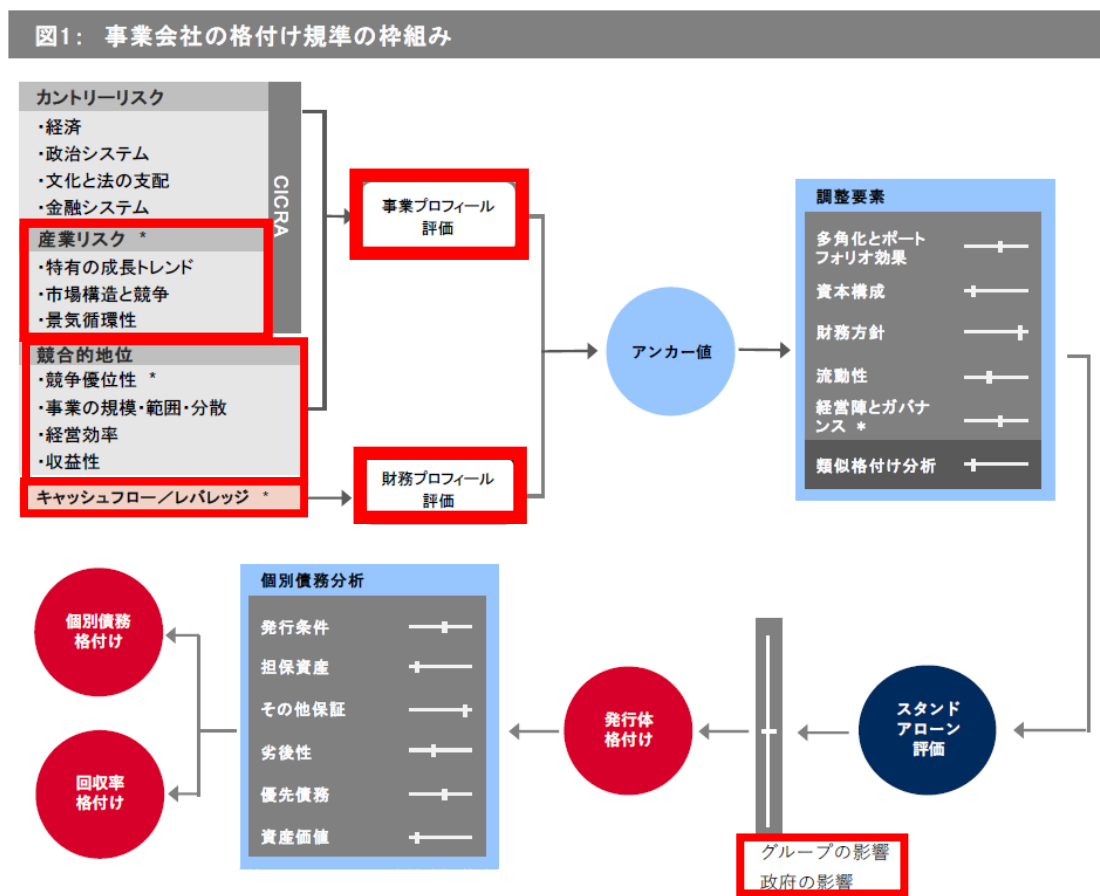 図1： 事業会社の格付け規準の枠組み
カントリーリスク
・経済
・政治システム
・文化と法の支配
・金融システム
産業リスク *
・特有の成長トレンド
・市場構造と競争
・景気循環性
CICRA
競合的地位
・競争優位性 *
・事業の規模・範囲・分散
・経営効率
・収益性
キャッシュフロー／レバレッジ *
事業プロフィール
評価
財務プロフィール
評価
アンカー値
調整要素
多角化とポート
フォリオ効果
資本構成
財務方針
流動性
経営陣とガバナ
ンス *
類似格付け分析
スタンド
アローン
評価
グループの影響
政府の影響
発行体
格付け
個別債務分析
発行条件
担保資産
その他保証
劣後性
優先債務
資産価値
個別債務
格付け
回収率
格付け